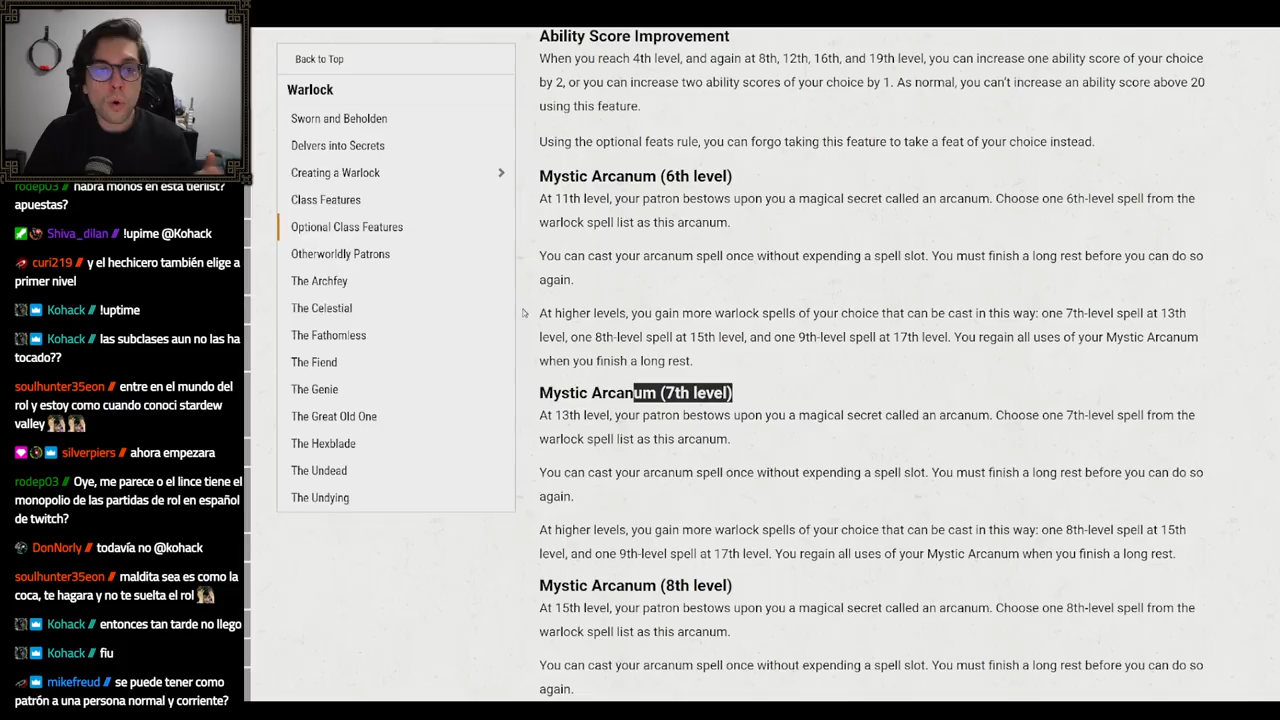 rodep03 // habrá monos en esta tierlist?
apuestas?
Shiva_dilan // !upime @Kohack
curi219 // y el hechicero también elige a
primer nivel
Kohack // !uptime
Kohack // las subclases aun no las ha
tocado??
soulhunter35eon // entre en el mundo del
rol y estoy como cuando conoci stardew
valley
silverpiers // ahora empezara
rodep03 // Oye, me parece o el lince tiene el
monopolio de las partidas de rol en español
de twitch?
DonNorly // todavía no @kohack
soulhunter35eon // maldita sea es como la
coca, te hagara y no te suelta el rol
Kohack // entonces tan tarde no llego
Kohack // fiu
mikefreud // se puede tener como
patrón a una persona normal y corriente?
Back to Top
Warlock
Sworn and Beholden
Delvers into Secrets
Creating a Warlock
Class Features
Optional Class Features
Otherworldly Patrons
The Archfey
The Celestial
The Fathomless
The Fiend
The Genie
The Great Old One
The Hexblade
The Undead
The Undying
Ability Score Improvement
When you reach 4th level, and again at 8th, 12th, 16th, and 19th level, you can increase one ability score of your choice
by 2, or you can increase two ability scores of your choice by 1. As normal, you can't increase an ability score above 20
using this feature.
Using the optional feats rule, you can forgo taking this feature to take a feat of your choice instead.
Mystic Arcanum (6th level)
At 11th level, your patron bestows upon you a magical secret called an arcanum. Choose one 6th-level spell from the
warlock spell list as this arcanum.
You can cast your arcanum spell once without expending a spell slot. You must finish a long rest before you can do so
again.
At higher levels, you gain more warlock spells of your choice that can be cast in this way: one 7th-level spell at 13th
level, one 8th-level spell at 15th level, and one 9th-level spell at 17th level. You regain all uses of your Mystic Arcanum
when you finish a long rest.
Mystic Arcanum (7th level)
At 13th level, your patron bestows upon you a magical secret called an arcanum. Choose one 7th-level spell from the
warlock spell list as this arcanum.
You can cast your arcanum spell once without expending a spell slot. You must finish a long rest before you can do so
again.
At higher levels, you gain more warlock spells of your choice that can be cast in this way: one 8th-level spell at 15th
level, and one 9th-level spell at 17th level. You regain all uses of your Mystic Arcanum when you finish a long rest.
Mystic Arcanum (8th level)
At 15th level, your patron bestows upon you a magical secret called an arcanum. Choose one 8th-level spell from the
warlock spell list as this arcanum.
You can cast your arcanum spell once without expending a spell slot. You must finish a long rest before you can do so
again.